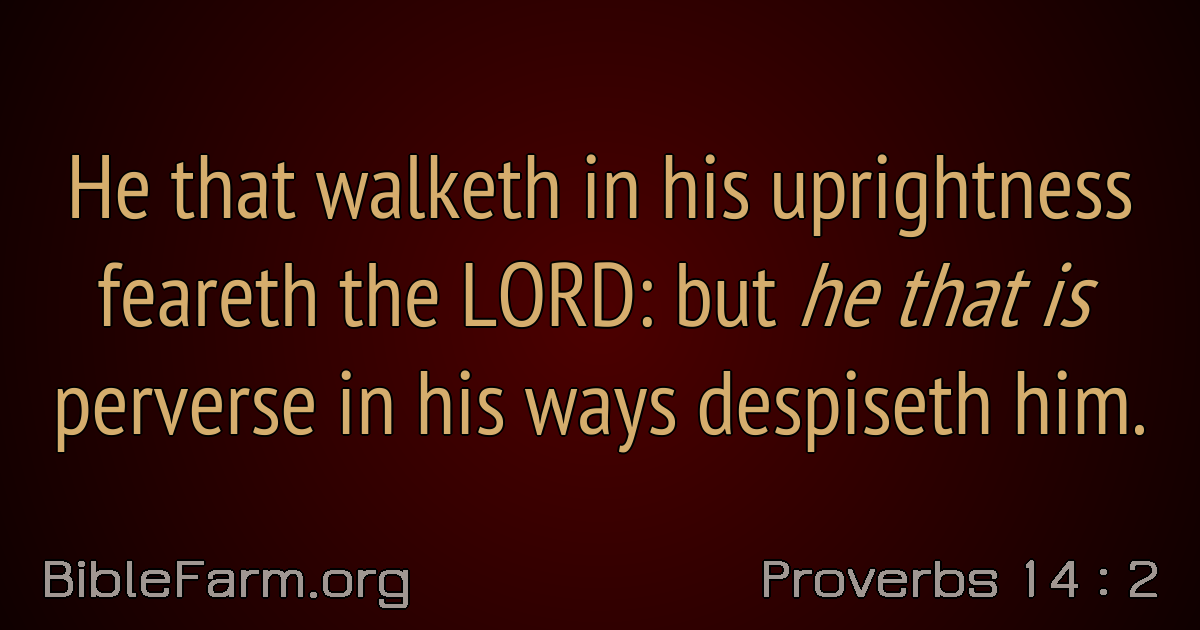 He that walketh in his uprightness
feareth the LORD: but he that is
perverse in his ways despiseth him.
BibleFarm.org
Proverbs 14 : 2